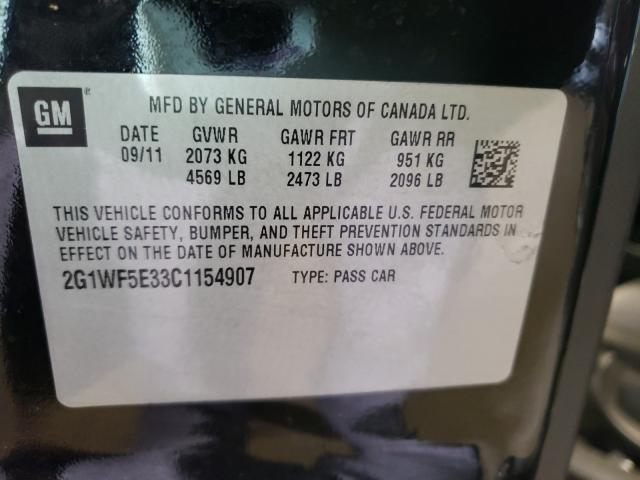 GM ®
MFD BY GENERAL MOTORS OF CANADA LTD.
DATE GVWR GAWR FRT GAWR RR
09/11 2073 KG 1122 KG 951 KG
4569 LB 2473 LB 2096 LB
THIS VEHICLE CONFORMS TO ALL APPLICABLE U.S. FEDERAL MOTOR
VEHICLE SAFETY, BUMPER, AND THEFT PREVENTION STANDARDS IN
EFFECT ON THE DATE OF MANUFACTURE SHOWN ABOVE.
2G1WF5E33C1154907 TYPE: PASS CAR